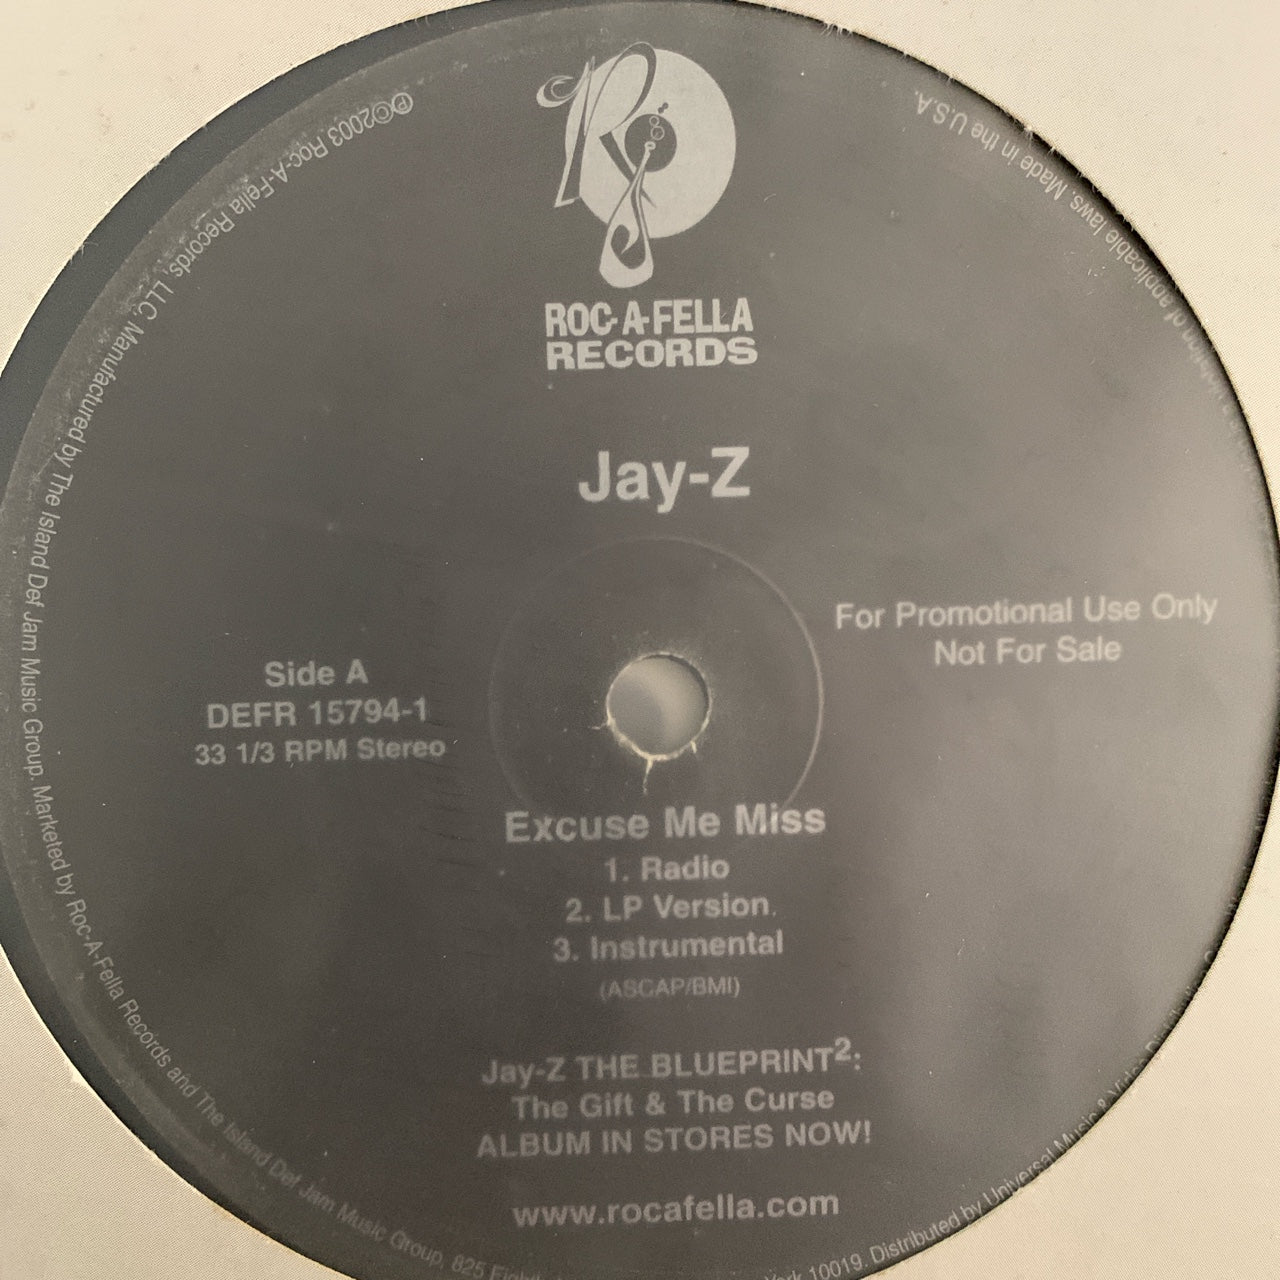 ROC-A-FELLA
RECORDS
Jay-Z
For Promotional Use Only
Not For Sale
Side A
DEFR 15794-1
33 1/3 RPM Stereo
Excuse Me Miss
1. Radio
2. LP Version
3. Instrumental
(ASCAP/BMI)
Jay-Z THE BLUEPRINT²:
The Gift & The Curse
ALBUM IN STORES NOW!
www.rocafella.com
℗©2003 Roc-A-Fella Records, LLC. Manufactured by The Island Def Jam Music Group. Marketed by Roc-A-Fella Records and The Island Def Jam Music Group, 825 10019. Distributed by Universal Music & of applicable laws. Made in the U.S.A.